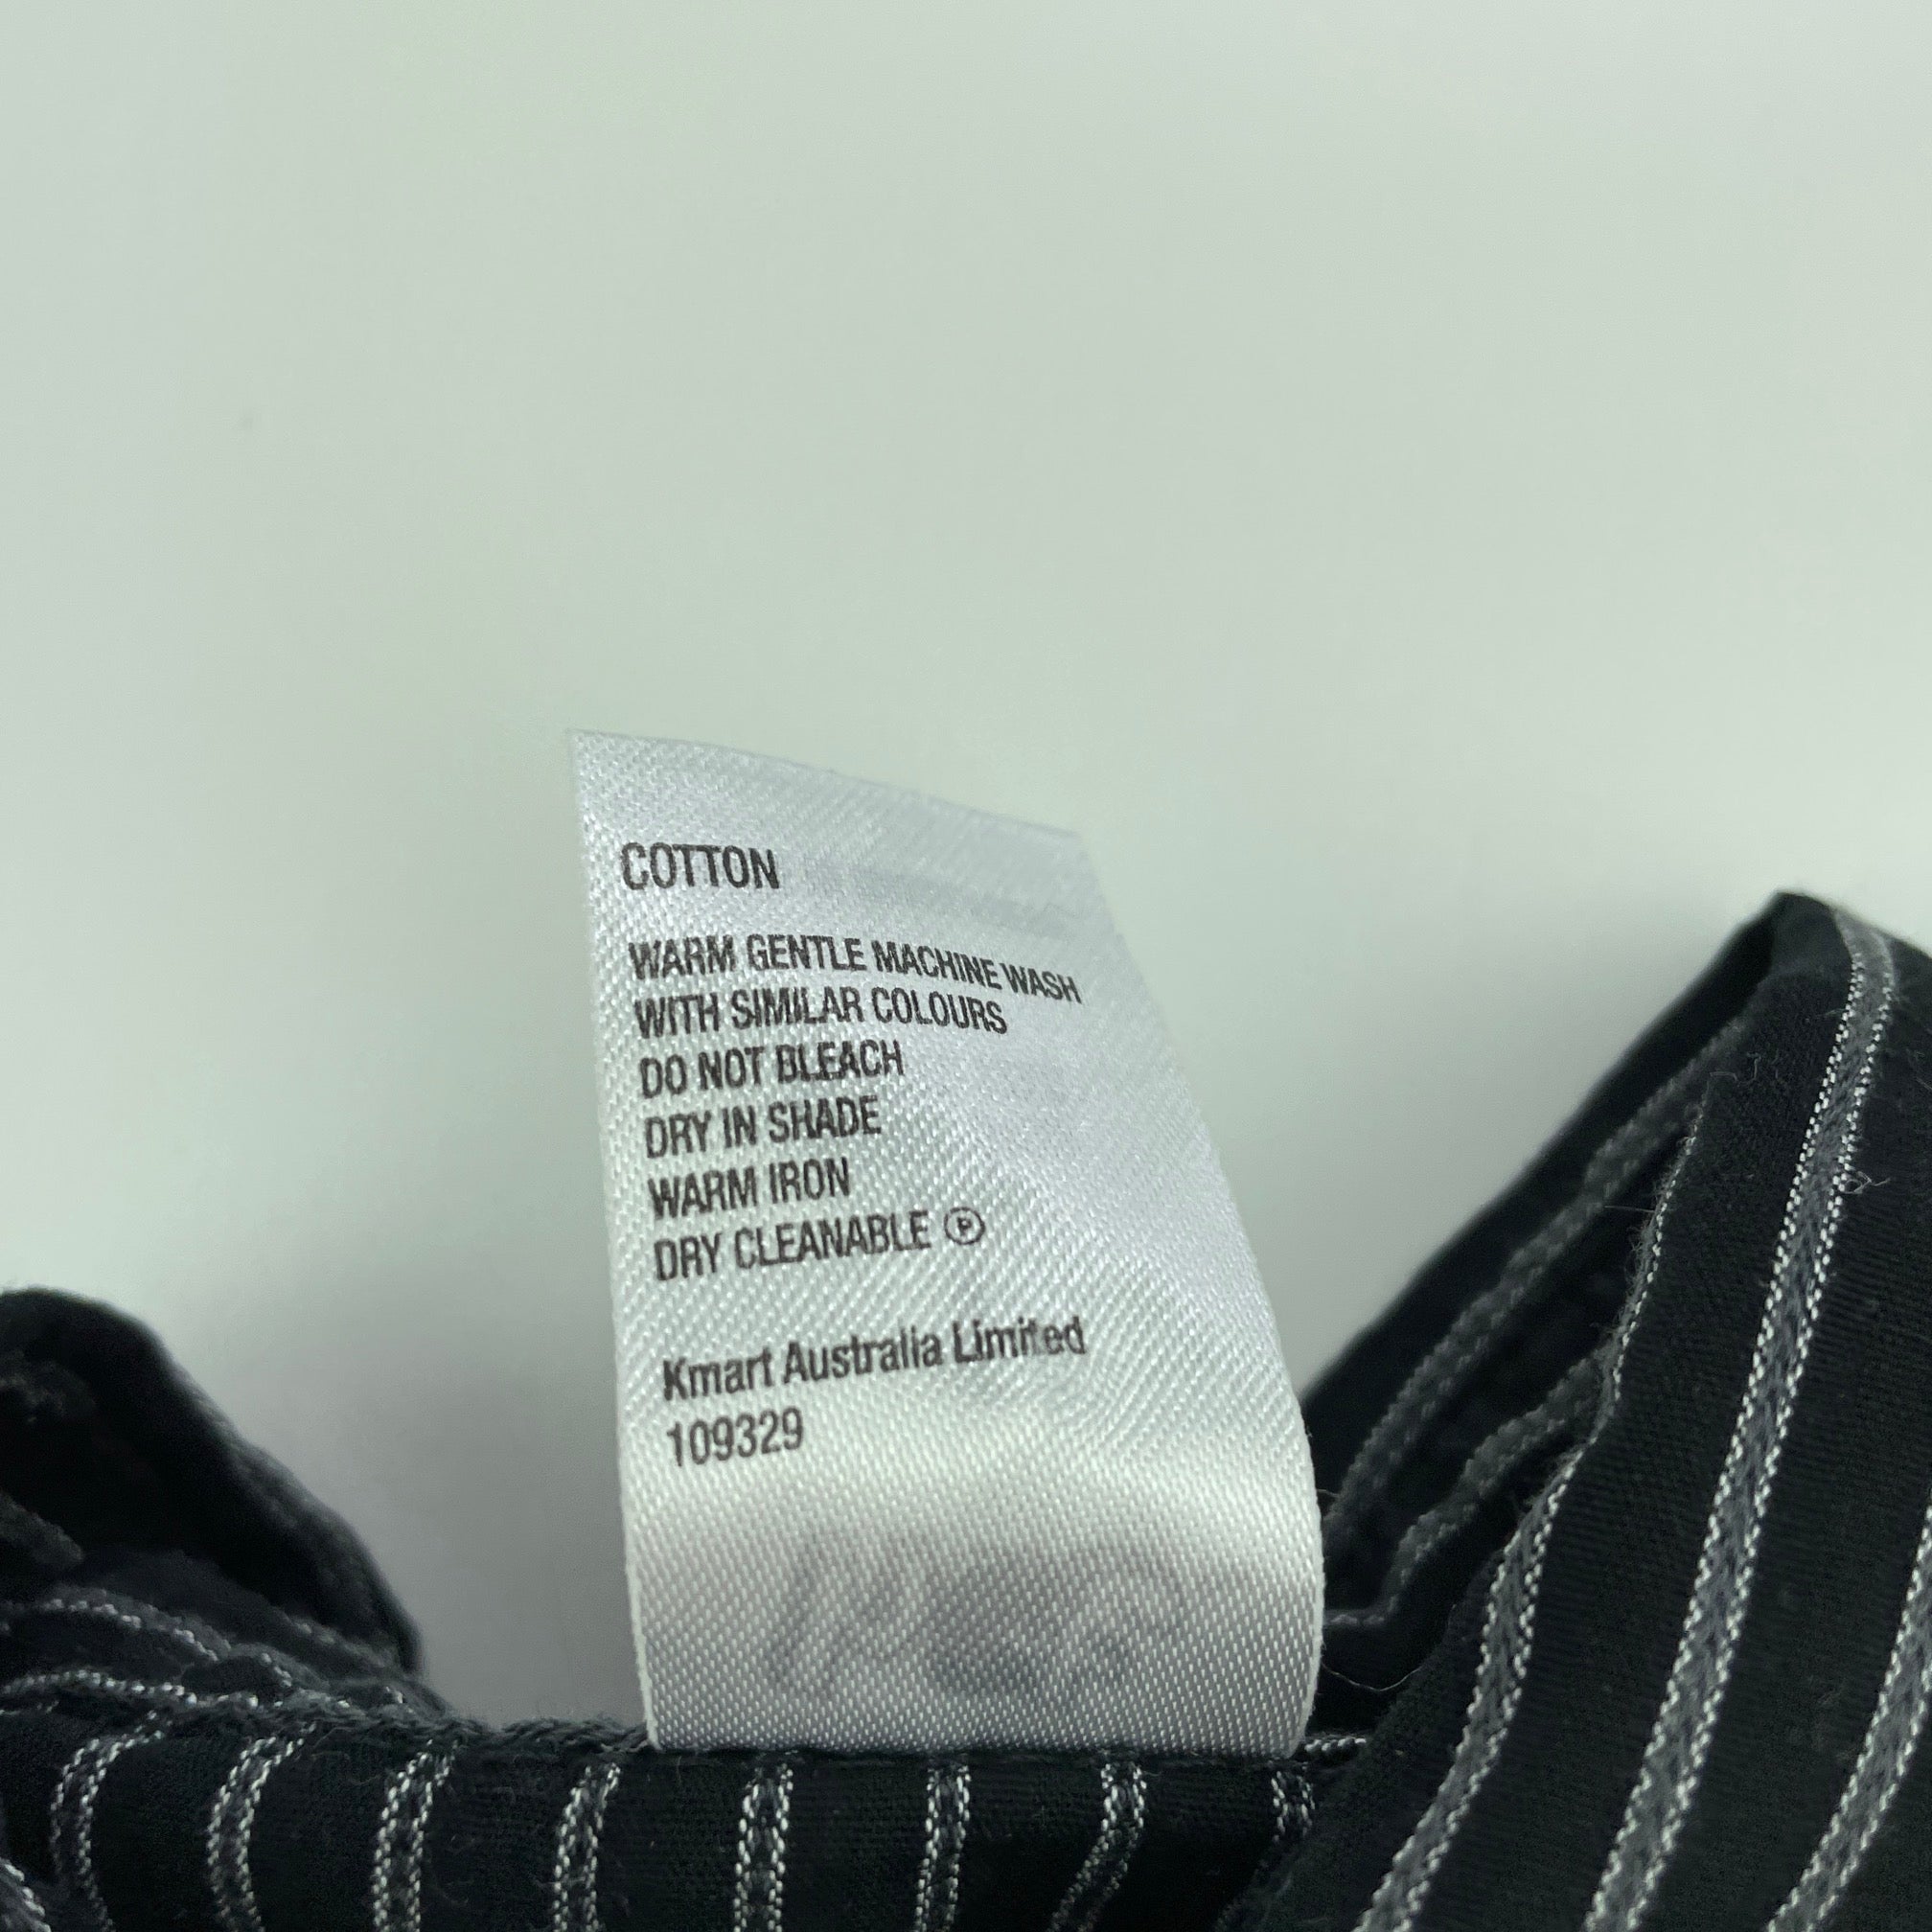 COTTON
WARM GENTLE MACHINE WASH
WITH SIMILAR COLOURS
DO NOT BLEACH
DRY IN SHADE
WARM IRON
DRY CLEANABLE Ⓟ
Kmart Australia Limited
109329